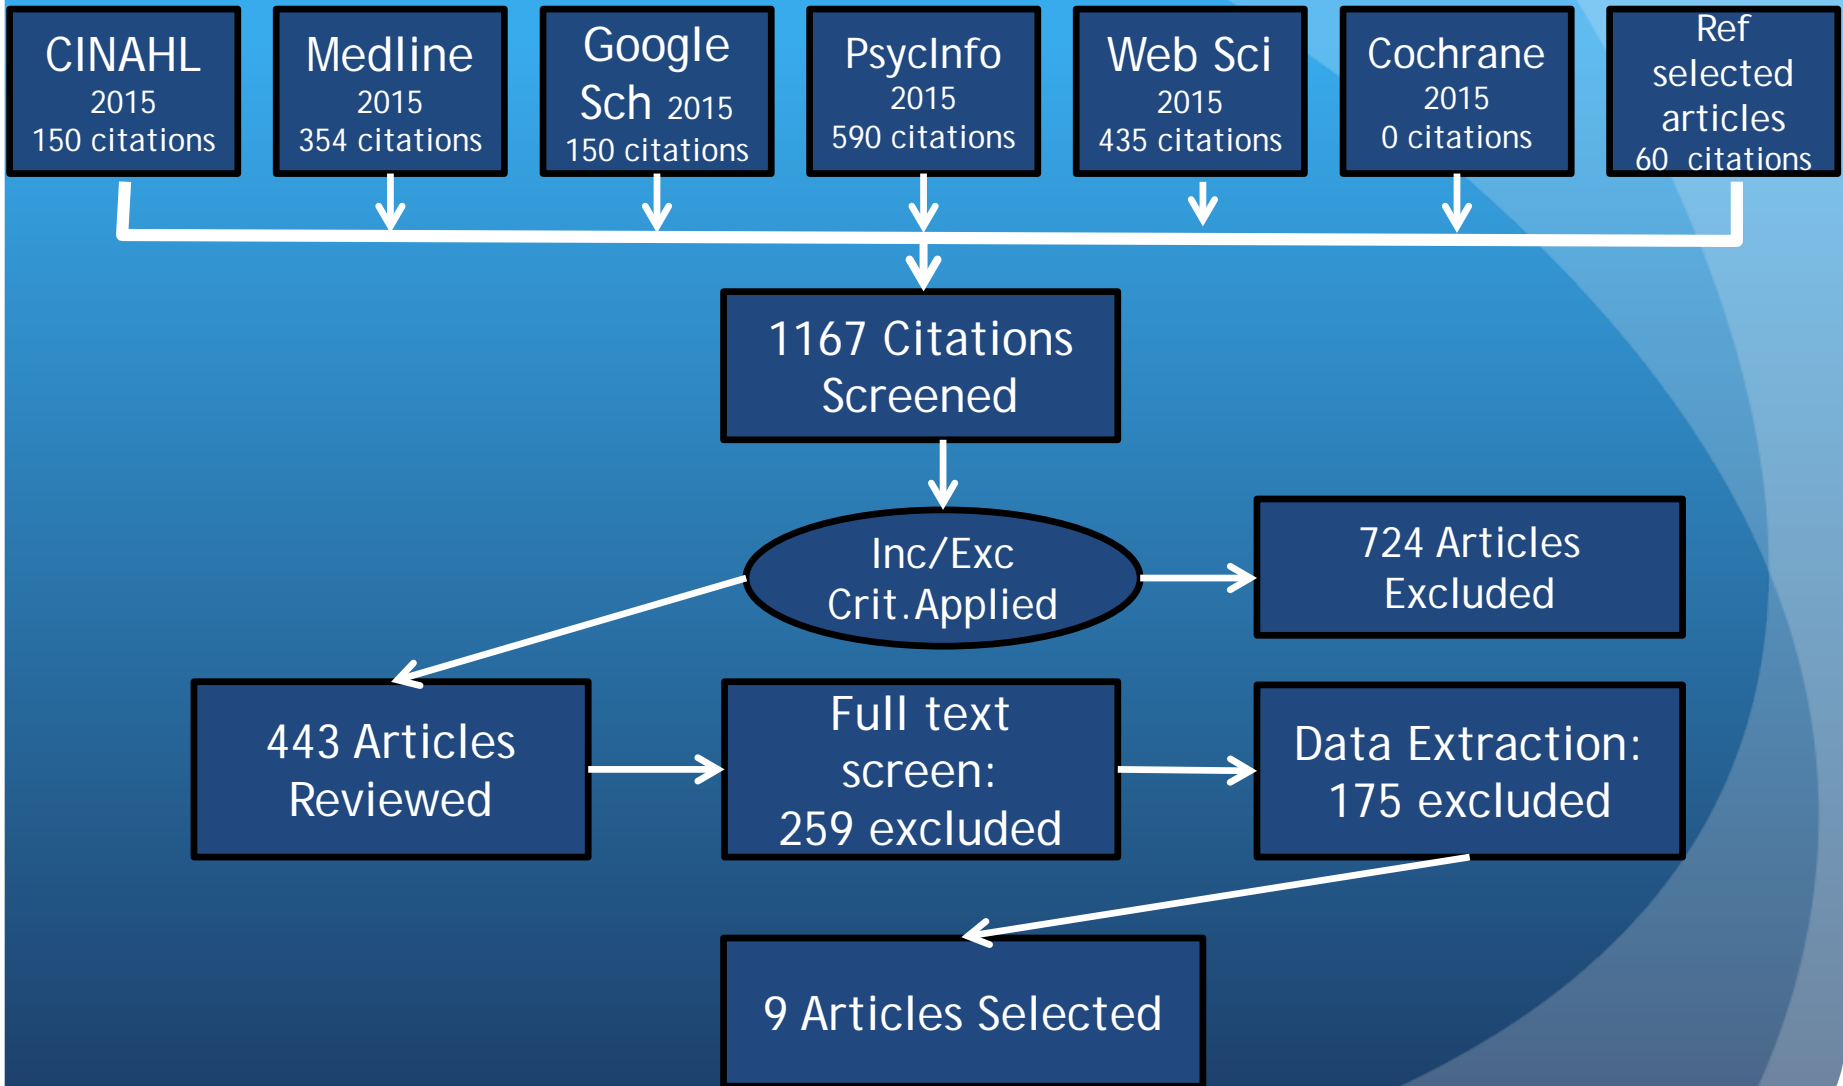 CINAHL
2015
150 citations
Medline
2015
354 citations
Google
Sch 2015
150 citations
PsycInfo
2015
590 citations
Web Sci
2015
435 citations
Cochrane
2015
0 citations
Ref
selected
articles
60 citations
1167 Citations
Screened
Inc/Exc
Crit.Applied
724 Articles
Excluded
443 Articles
Reviewed
Full text
screen:
259 excluded
Data Extraction:
175 excluded
9 Articles Selected